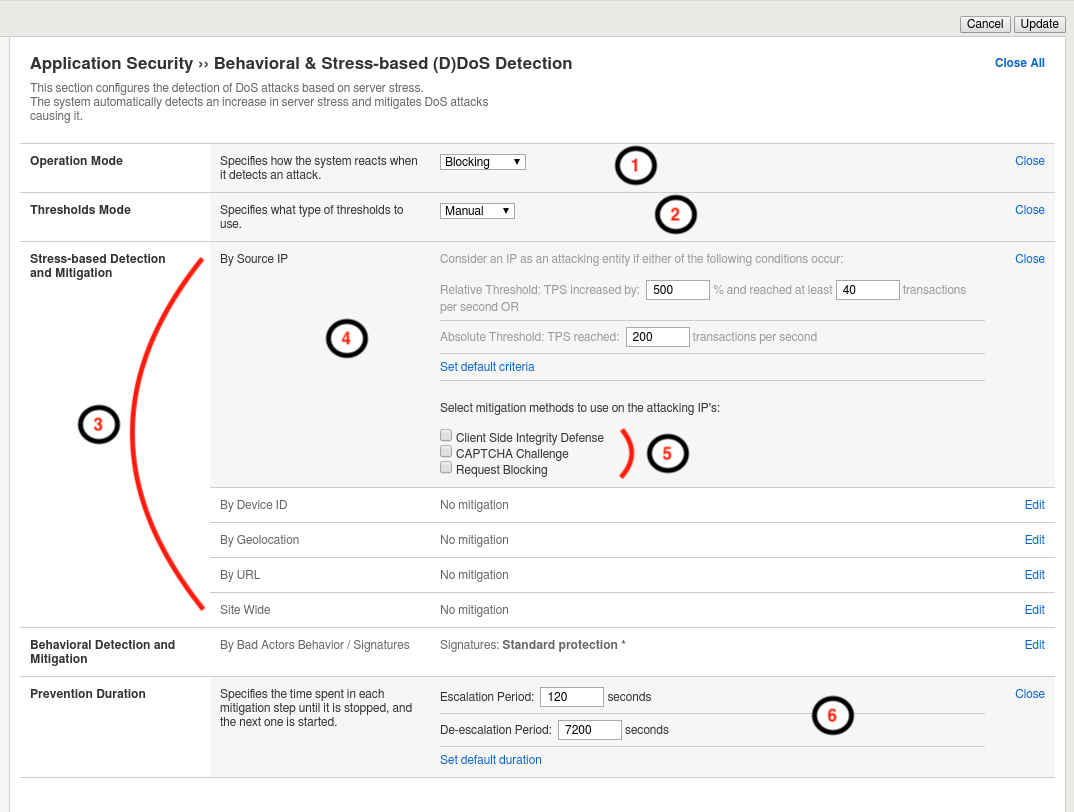 Cancel Update
Application Security ›› Behavioral & Stress-based (D)DoS Detection
Close All
This section configures the detection of DoS attacks based on server stress.
The system automatically detects an increase in server stress and mitigates DoS attacks
causing it.
Operation Mode
Specifies how the system reacts when
it detects an attack.
Blocking
1
Close
Thresholds Mode
Specifies what type of thresholds to
use.
Manual
2
Close
Stress-based Detection
and Mitigation
3
By Source IP
4
Consider an IP as an attacking entity if either of the following conditions occur:
Close
Relative Threshold: TPS increased by: 500 % and reached at least 40 transactions
per second OR
Absolute Threshold: TPS reached: 200 transactions per second
Set default criteria
Select mitigation methods to use on the attacking IP's:
Client Side Integrity Defense
CAPTCHA Challenge
Request Blocking
5
By Device ID No mitigation Edit
By Geolocation No mitigation Edit
By URL No mitigation Edit
Site Wide No mitigation Edit
Behavioral Detection and
Mitigation
By Bad Actors Behavior / Signatures Signatures: Standard protection * Edit
Prevention Duration
Specifies the time spent in each
mitigation step until it is stopped, and
the next one is started.
Escalation Period: 120 seconds
6
Close
De-escalation Period: 7200 seconds
Set default duration